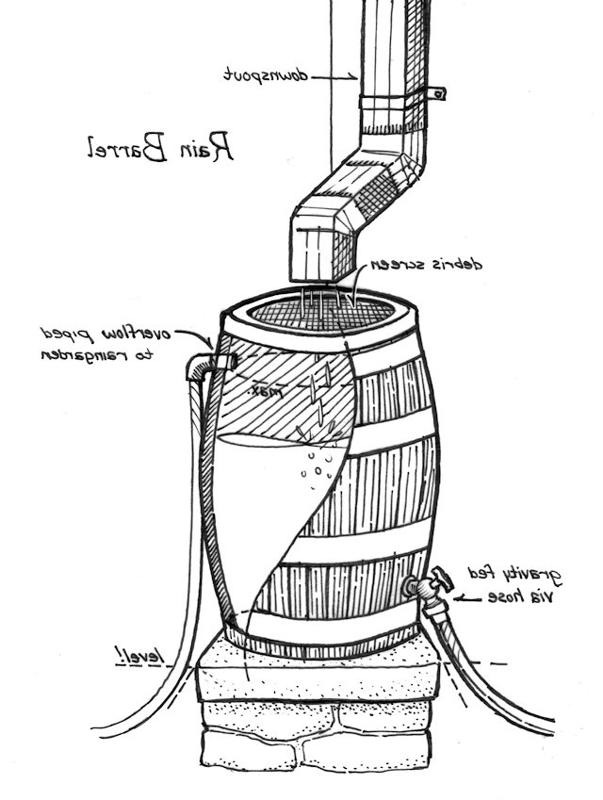 downspout
Rain Barrel
debris screen
overflow piped
to raingarden
max.
gravity fed
via hose
level!